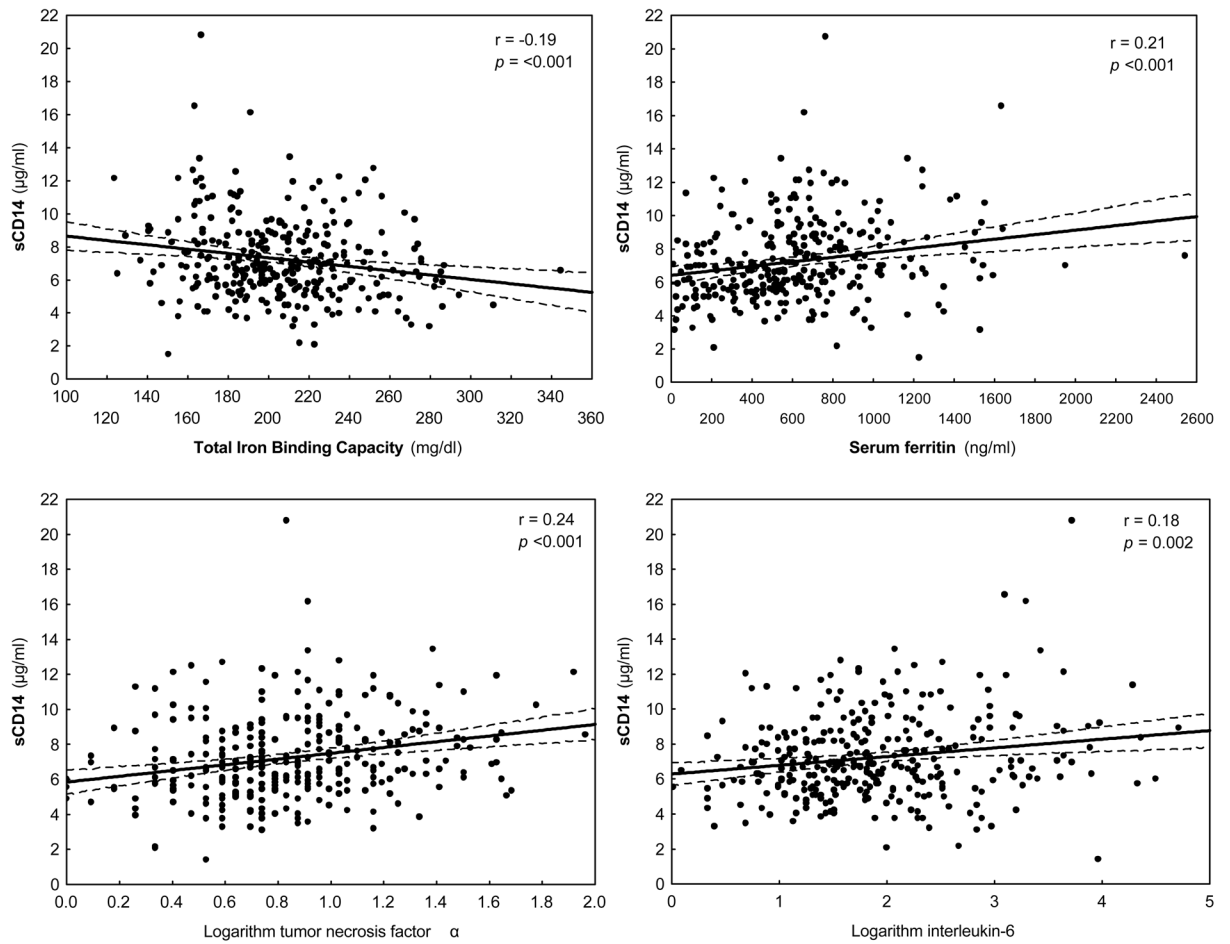 22
20
18
16
14
12
10
8
6
4
2
0
sCD14 (µg/ml)
r = -0.19
p = <0.001
100 140 180 220 260 300 340
120 160 200 240 280 320 360
Total Iron Binding Capacity (mg/dl)
22
20
18
16
14
12
10
8
6
4
2
0
sCD14 (µg/ml)
r = 0.21
p <0.001
0 400 800 1200 1600 2000 2400
200 600 1000 1400 1800 2200 2600
Serum ferritin (ng/ml)
22
20
18
16
14
12
10
8
6
4
2
0
sCD14 (µg/ml)
r = 0.24
p <0.001
0.0 0.2 0.4 0.6 0.8 1.0 1.2 1.4 1.6 1.8 2.0
Logarithm tumor necrosis factor α
22
20
18
16
14
12
10
8
6
4
2
0
sCD14 (µg/ml)
r = 0.18
p = 0.002
0 1 2 3 4 5
Logarithm interleukin-6